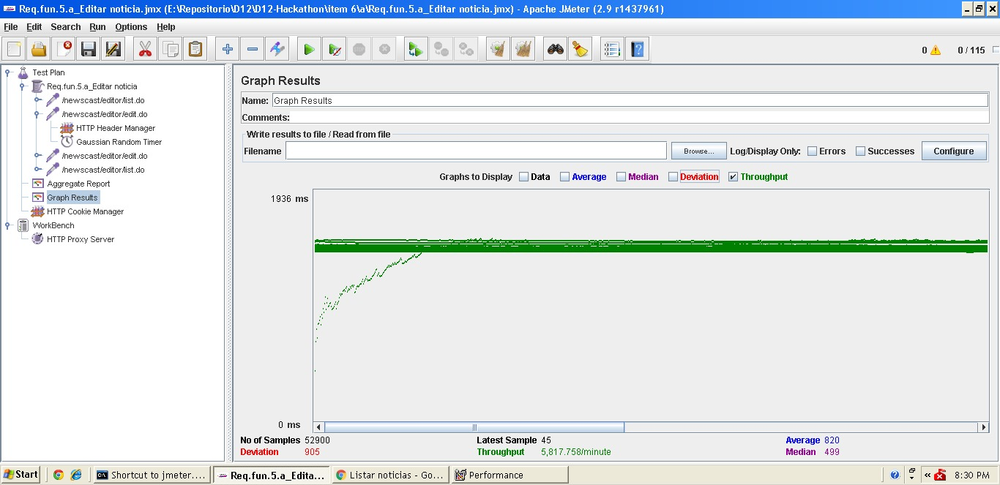 Req.fun.5.a_Editar noticia.jmx (E:\Repositorio\D12\D12-Hackathon\item 6\a\Req.fun.5.a_Editar noticia.jmx) - Apache JMeter (2.9 r1437961)
File Edit Search Run Options Help
0 0 / 115
Test Plan
Req.fun.5.a_Editar noticia
/newscast/editor/list.do
/newscast/editor/edit.do
HTTP Header Manager
Gaussian Random Timer
/newscast/editor/edit.do
/newscast/editor/list.do
Aggregate Report
Graph Results
HTTP Cookie Manager
WorkBench
HTTP Proxy Server
Graph Results
Name: Graph Results
Comments:
Write results to file / Read from file
Filename Browse... Log/Display Only: Errors Successes Configure
Graphs to Display Data Average Median Deviation Throughput
1936 ms
0 ms
No of Samples 52900 Latest Sample 45 Average 820
Deviation 905 Throughput 5,817.758/minute Median 499
Start Shortcut to jmeter.... Req.fun.5.a_Edita... Listar noticias - Go... Performance 8:30 PM